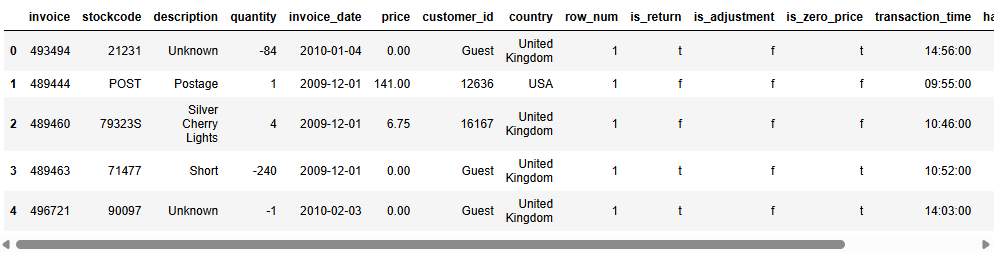 invoice stockcode description quantity invoice_date price customer_id country row_num is_return is_adjustment is_zero_price transaction_time ha
0 493494 21231 Unknown -84 2010-01-04 0.00 Guest United Kingdom 1 t f t 14:56:00
1 489444 POST Postage 1 2009-12-01 141.00 12636 USA 1 f f f 09:55:00
2 489460 79323S Silver Cherry Lights 4 2009-12-01 6.75 16167 United Kingdom 1 f f f 10:46:00
3 489463 71477 Short -240 2009-12-01 0.00 Guest United Kingdom 1 t f t 10:52:00
4 496721 90097 Unknown -1 2010-02-03 0.00 Guest United Kingdom 1 t f t 14:03:00